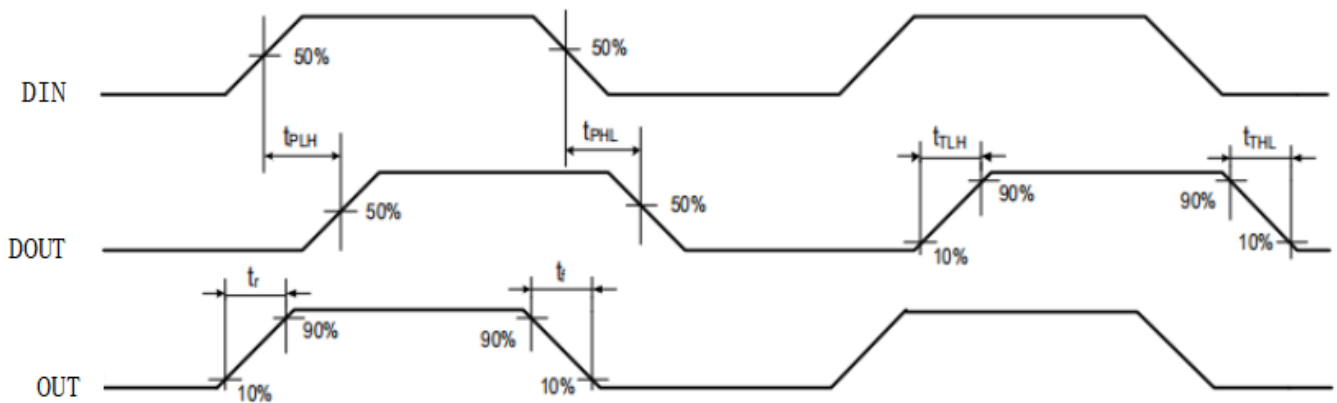 50% 50%
DIN
tPLH tPHL tTLH tTHL
90% 90%
50% 50%
DOUT 10% 10%
tr tf
90% 90%
OUT 10% 10%